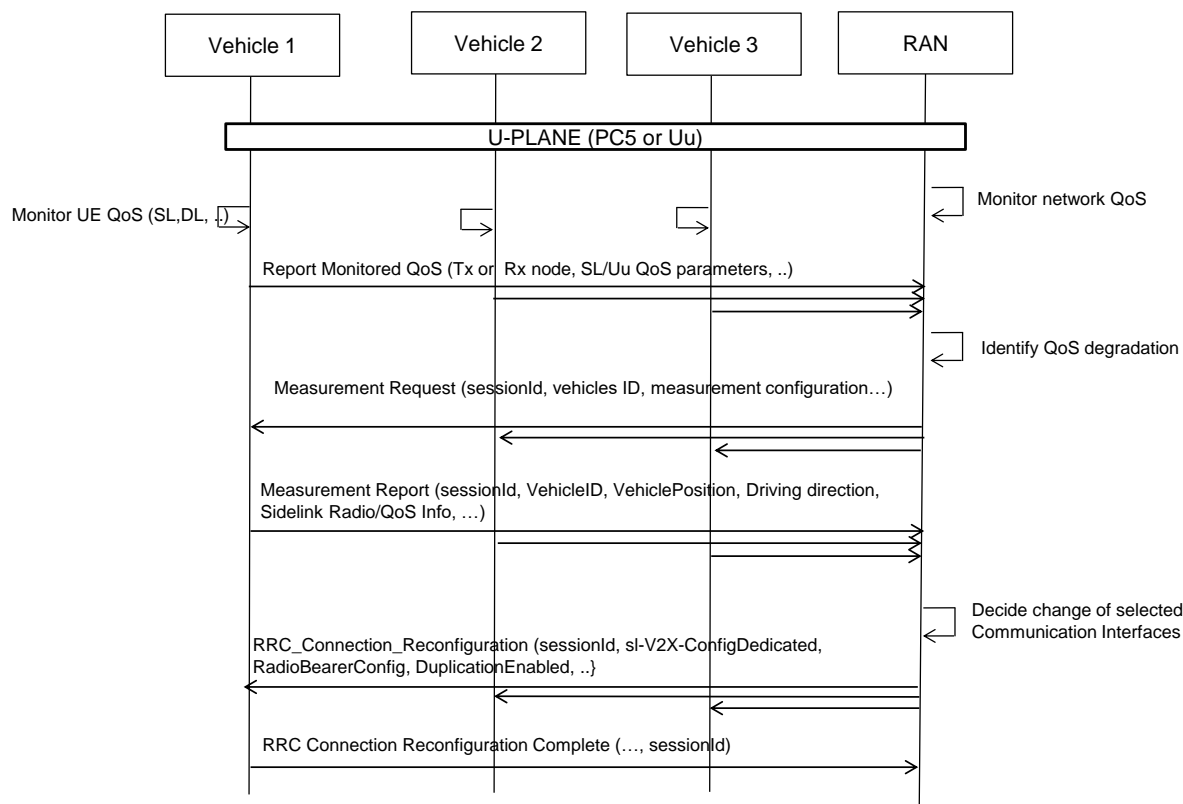 Vehicle 1
Vehicle 2
Vehicle 3
RAN
U-PLANE (PC5 or Uu)
Monitor network QoS
Monitor UE QoS (SL,DL, ..)
Report Monitored QoS (Tx or Rx node, SL/Uu QoS parameters, ..)
Identify QoS degradation
Measurement Request (sessionId, vehicles ID, measurement configuration…)
Measurement Report (sessionId, VehicleID, VehiclePosition, Driving direction,
Sidelink Radio/QoS Info, …)
Decide change of selected
Communication Interfaces
RRC_Connection_Reconfiguration (sessionId, sl-V2X-ConfigDedicated,
RadioBearerConfig, DuplicationEnabled, ..}
RRC Connection Reconfiguration Complete (…, sessionId)